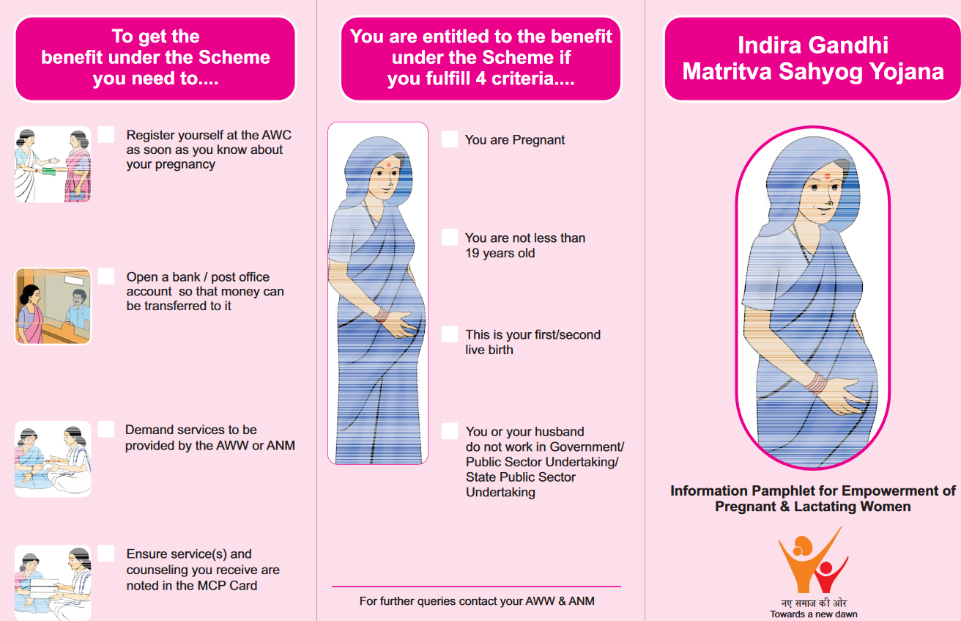 To get the
benefit under the Scheme
you need to....
Register yourself at the AWC
as soon as you know about
your pregnancy
Open a bank / post office
account so that money can
be transferred to it
Demand services to be
provided by the AWW or ANM
Ensure service(s) and
counseling you receive are
noted in the MCP Card
You are entitled to the benefit
under the Scheme if
you fulfill 4 criteria....
You are Pregnant
You are not less than
19 years old
This is your first/second
live birth
You or your husband
do not work in Government/
Public Sector Undertaking/
State Public Sector
Undertaking
For further queries contact your AWW & ANM
Indira Gandhi
Matritva Sahyog Yojana
Information Pamphlet for Empowerment of
Pregnant & Lactating Women
नए समाज की ओर
Towards a new dawn